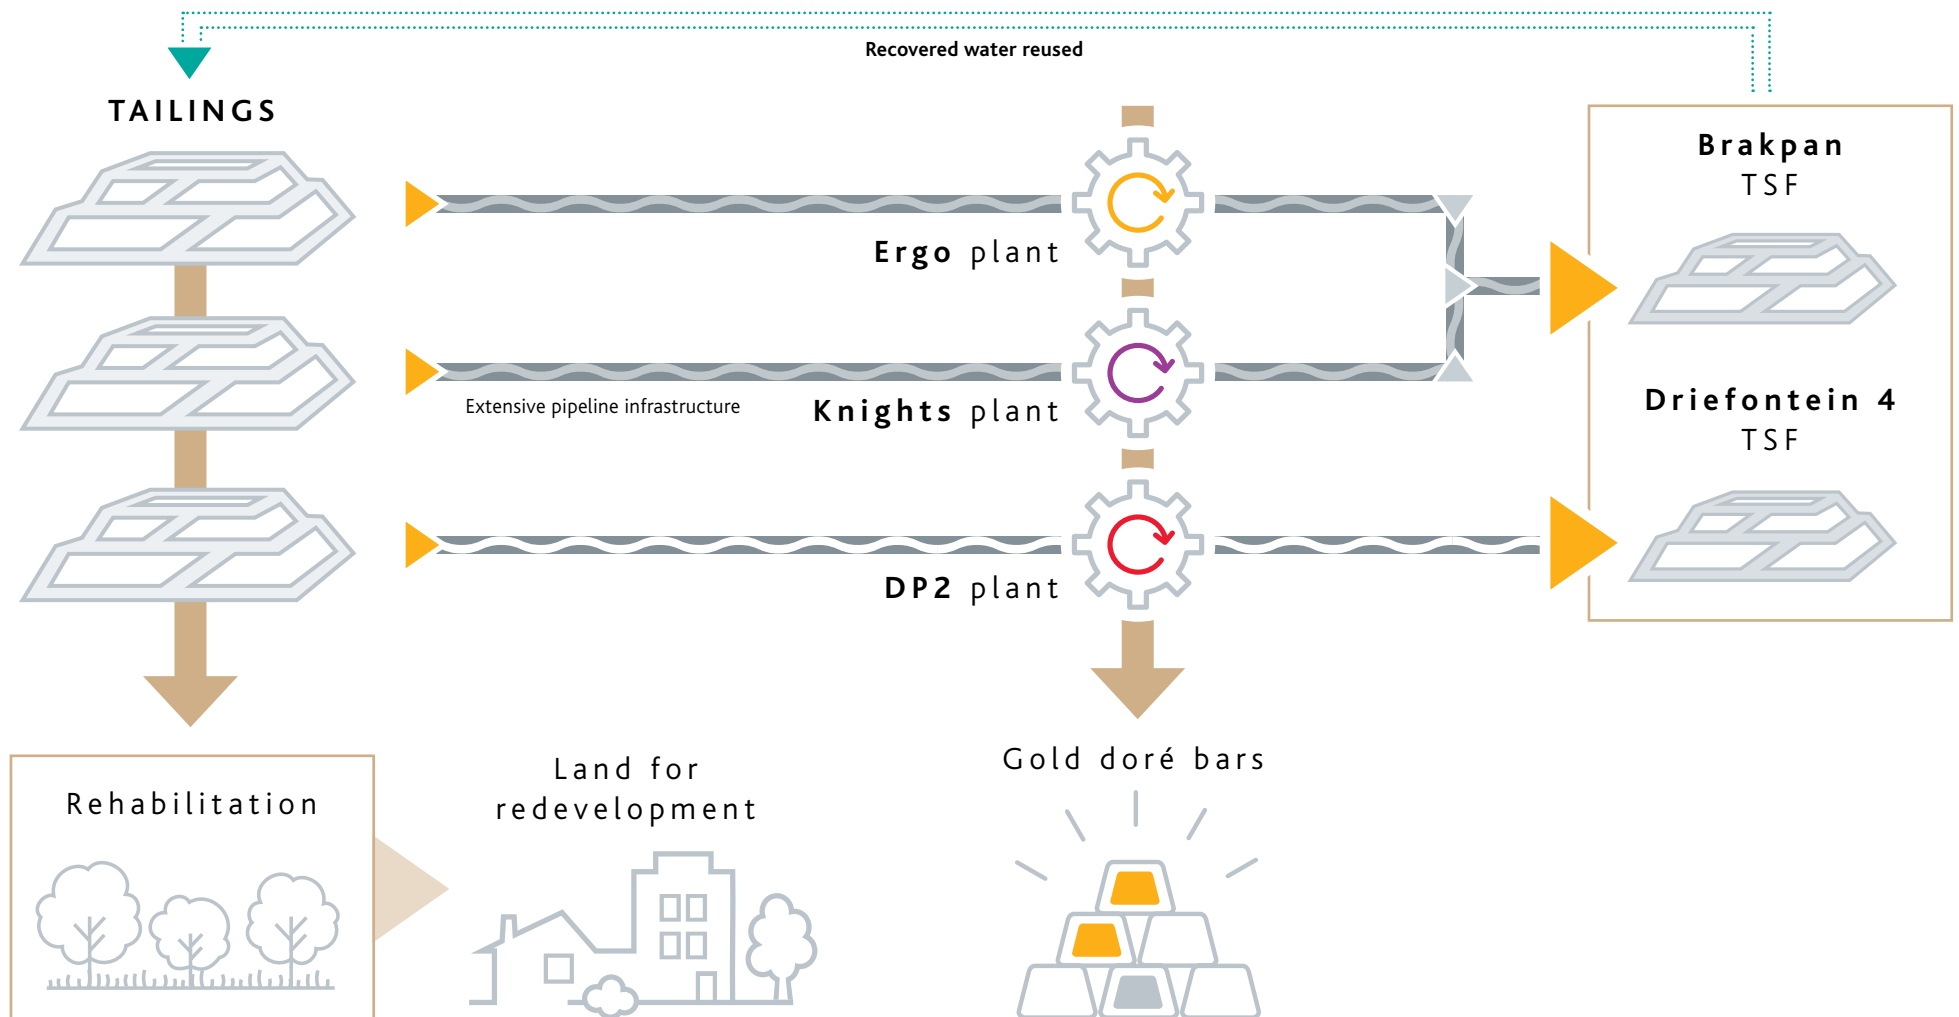 Recovered water reused
TAILINGS
Brakpan
TSF
Ergo plant
Extensive pipeline infrastructure
Knights plant
Driefontein 4
TSF
DP2 plant
Rehabilitation
Land for
redevelopment
Gold doré bars